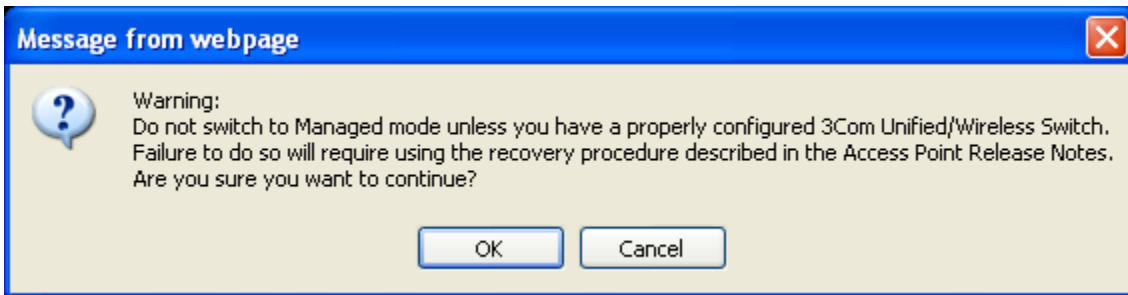 Message from webpage
Warning:
Do not switch to Managed mode unless you have a properly configured 3Com Unified/Wireless Switch.
Failure to do so will require using the recovery procedure described in the Access Point Release Notes.
Are you sure you want to continue?
OK
Cancel